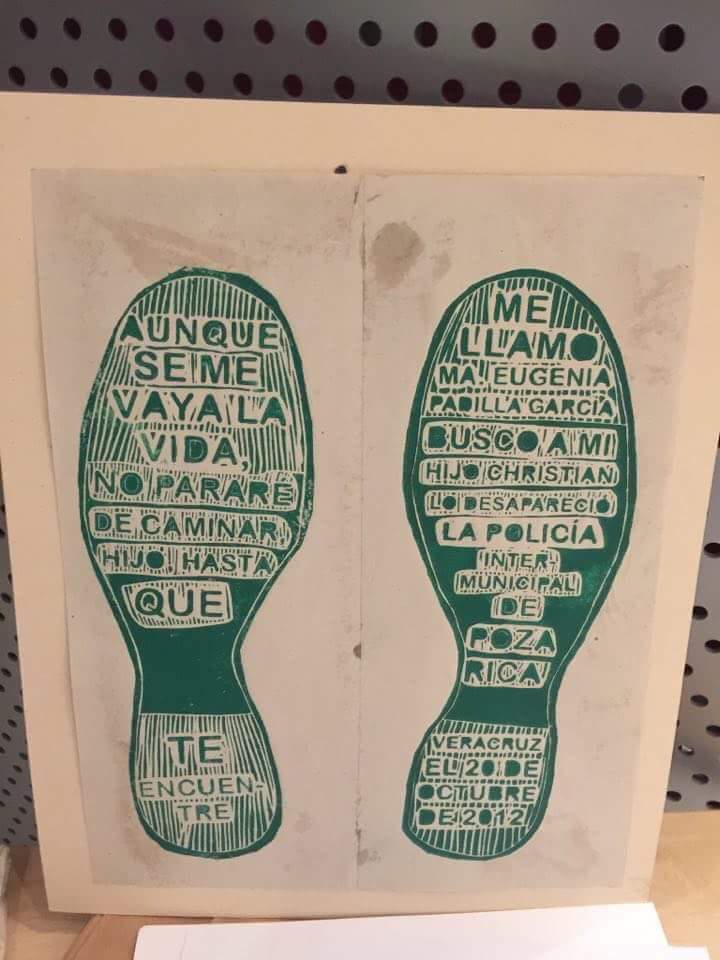 AUNQUE
SE ME
VAYA LA
VIDA,
NO PARARÉ
DE CAMINAR,
HIJO, HASTA
QUE
TE
ENCUEN-
TRE
ME
LLAMO
MA. EUGENIA
PADILLA GARCÍA
BUSCO A MI
HIJO CHRISTIAN
LO DESAPARECIÓ
LA POLICÍA
INTER-
MUNICIPAL
DE
POZA
RICA
VERACRUZ
EL 20 DE
OCTUBRE
DE 2012